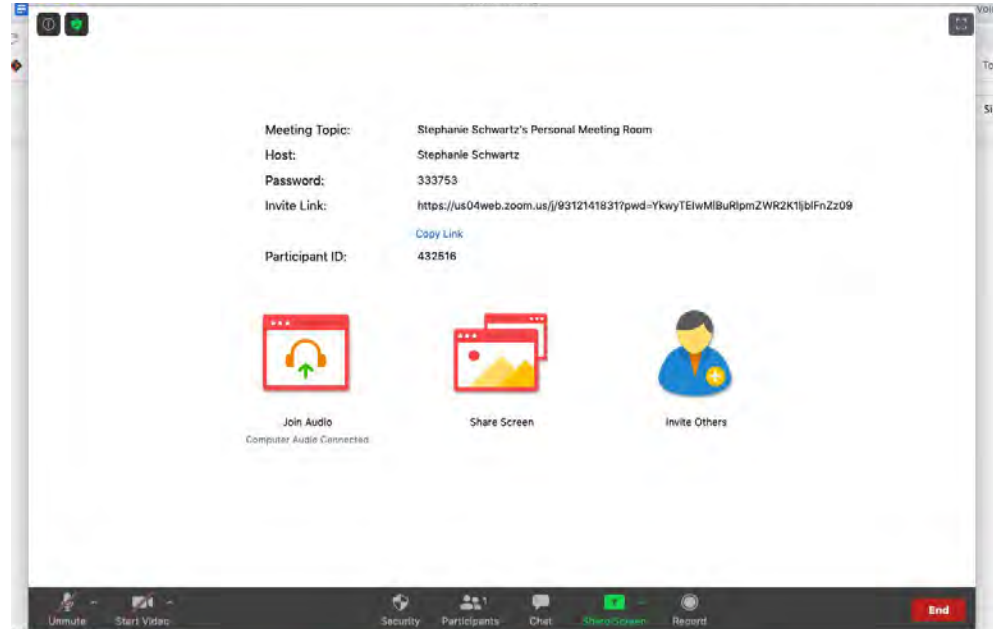 Meeting Topic: Stephanie Schwartz's Personal Meeting Room
Host: Stephanie Schwartz
Password: 333753
Invite Link: https://us04web.zoom.us/j/9312141831?pwd=YkwyTElwMlBuRlpmZWR2K1ljblFnZz09
Copy Link
Participant ID: 432516
Join Audio Share Screen Invite Others
Computer Audio Connected
Unmute Start Video Security Participants 1 Chat Share Screen Record End